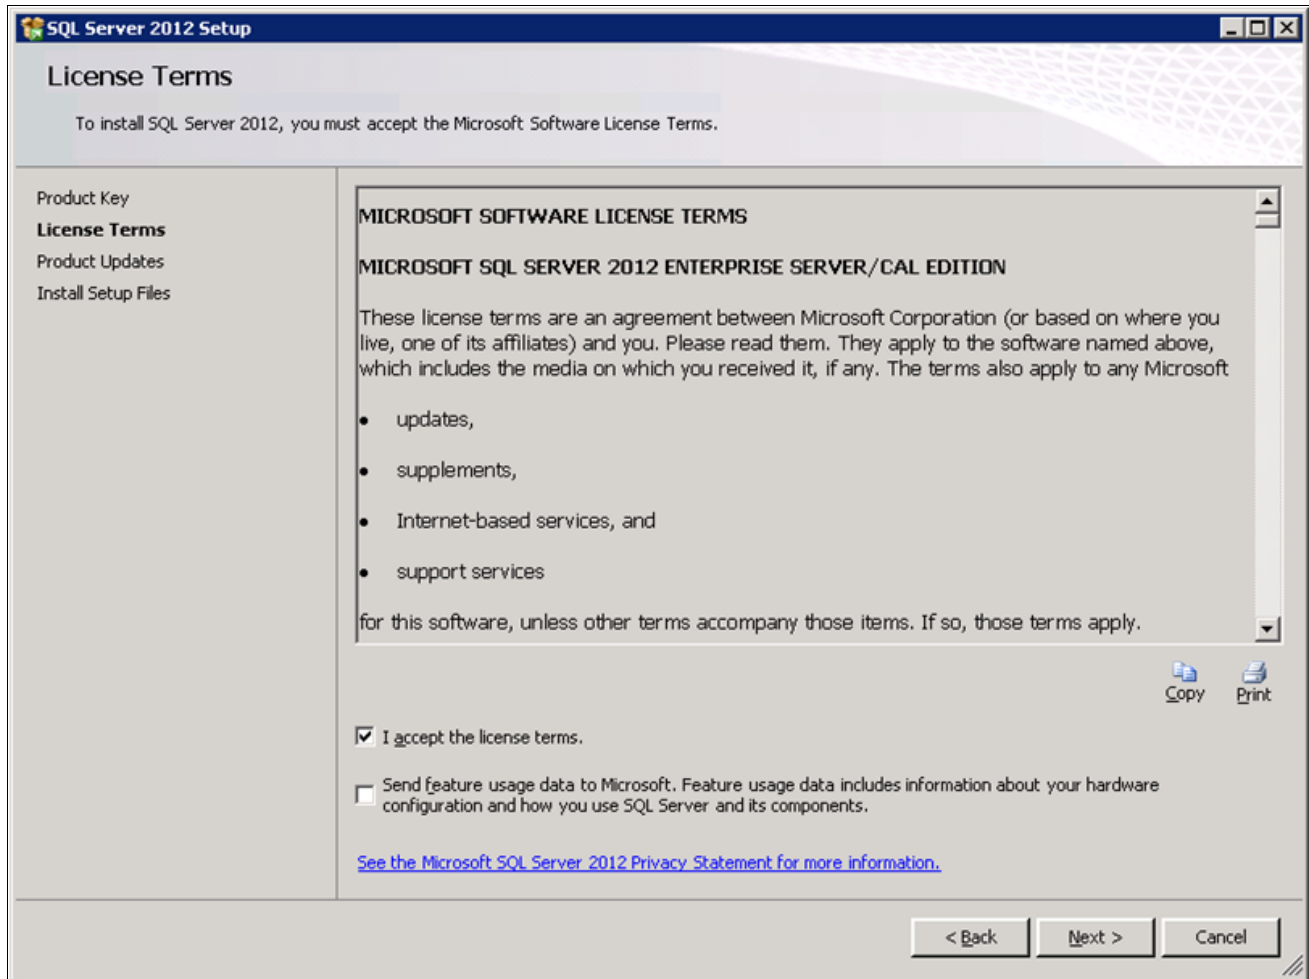 SQL Server 2012 Setup
License Terms
To install SQL Server 2012, you must accept the Microsoft Software License Terms.
Product Key
License Terms
Product Updates
Install Setup Files
MICROSOFT SOFTWARE LICENSE TERMS
MICROSOFT SQL SERVER 2012 ENTERPRISE SERVER/CAL EDITION
These license terms are an agreement between Microsoft Corporation (or based on where you
live, one of its affiliates) and you. Please read them. They apply to the software named above,
which includes the media on which you received it, if any. The terms also apply to any Microsoft
• updates,
• supplements,
• Internet-based services, and
• support services
for this software, unless other terms accompany those items. If so, those terms apply.
Copy Print
I accept the license terms.
Send feature usage data to Microsoft. Feature usage data includes information about your hardware
configuration and how you use SQL Server and its components.
See the Microsoft SQL Server 2012 Privacy Statement for more information.
< Back Next > Cancel